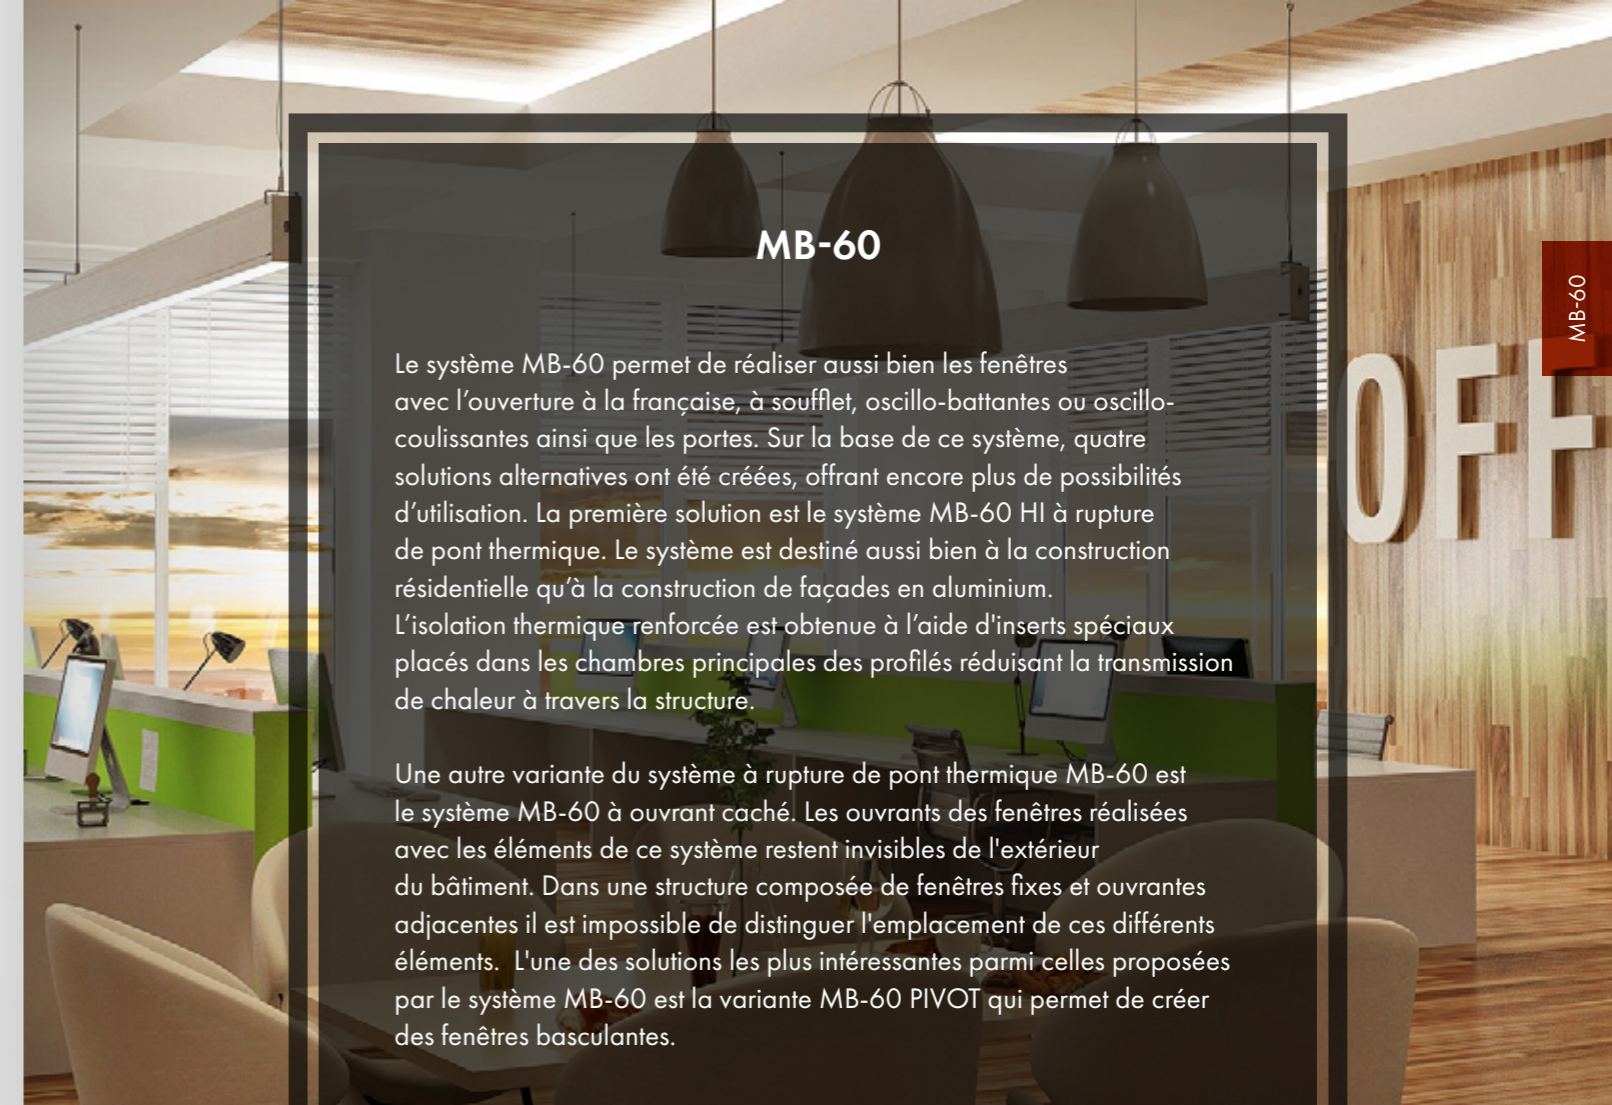 MB-60
MB-60
OFF
Le système MB-60 permet de réaliser aussi bien les fenêtres
avec l’ouverture à la française, à soufflet, oscillo-battantes ou oscillo-
coulissantes ainsi que les portes. Sur la base de ce système, quatre
solutions alternatives ont été créées, offrant encore plus de possibilités
d’utilisation. La première solution est le système MB-60 HI à rupture
de pont thermique. Le système est destiné aussi bien à la construction
résidentielle qu’à la construction de façades en aluminium.
L’isolation thermique renforcée est obtenue à l’aide d'inserts spéciaux
placés dans les chambres principales des profilés réduisant la transmission
de chaleur à travers la structure.
Une autre variante du système à rupture de pont thermique MB-60 est
le système MB-60 à ouvrant caché. Les ouvrants des fenêtres réalisées
avec les éléments de ce système restent invisibles de l'extérieur
du bâtiment. Dans une structure composée de fenêtres fixes et ouvrantes
adjacentes il est impossible de distinguer l'emplacement de ces différents
éléments.  L'une des solutions les plus intéressantes parmi celles proposées
par le système MB-60 est la variante MB-60 PIVOT qui permet de créer
des fenêtres basculantes.